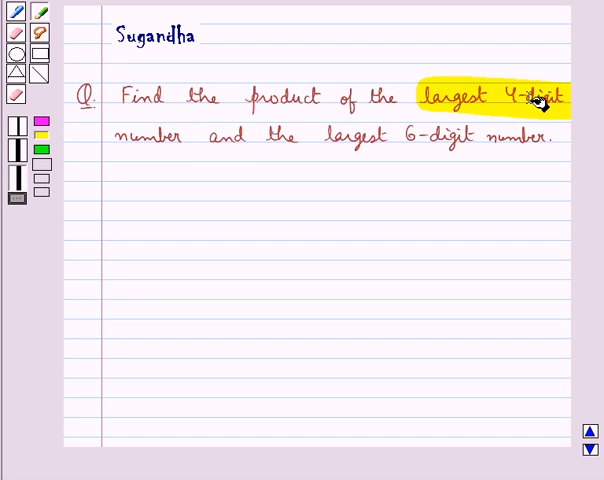 Sugandha
Q. Find the product of the largest 4-digit
number and the largest 6-digit number.